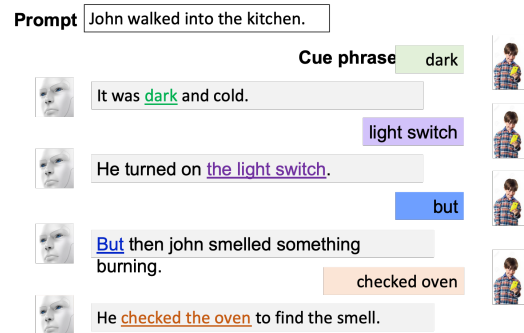 Prompt John walked into the kitchen.
Cue phrase dark
It was dark and cold.
light switch
He turned on the light switch.
but
But then john smelled something
burning.
checked oven
He checked the oven to find the smell.